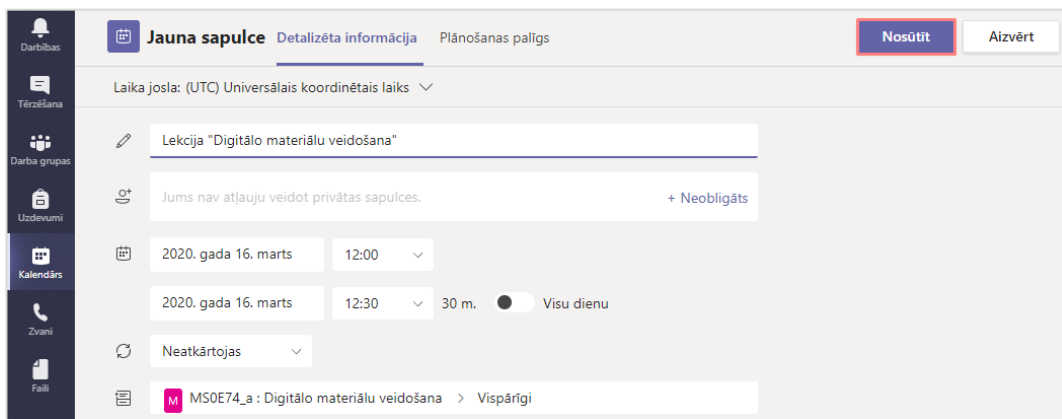 Darbības
Tērzēšana
Darba grupas
Uzdevumi
Kalendārs
Zvani
Faili
Jauna sapulce Detalizēta informācija Plānošanas palīgs Nosūtīt Aizvērt
Laika josla: (UTC) Universālais koordinētais laiks
Lekcija "Digitālo materiālu veidošana"
Jums nav atļauju veidot privātas sapulces. + Neobligāts
2020. gada 16. marts 12:00
2020. gada 16. marts 12:30 30 m. Visu dienu
Neatkārtojas
M MS0E74_a : Digitālo materiālu veidošana > Vispārīgi